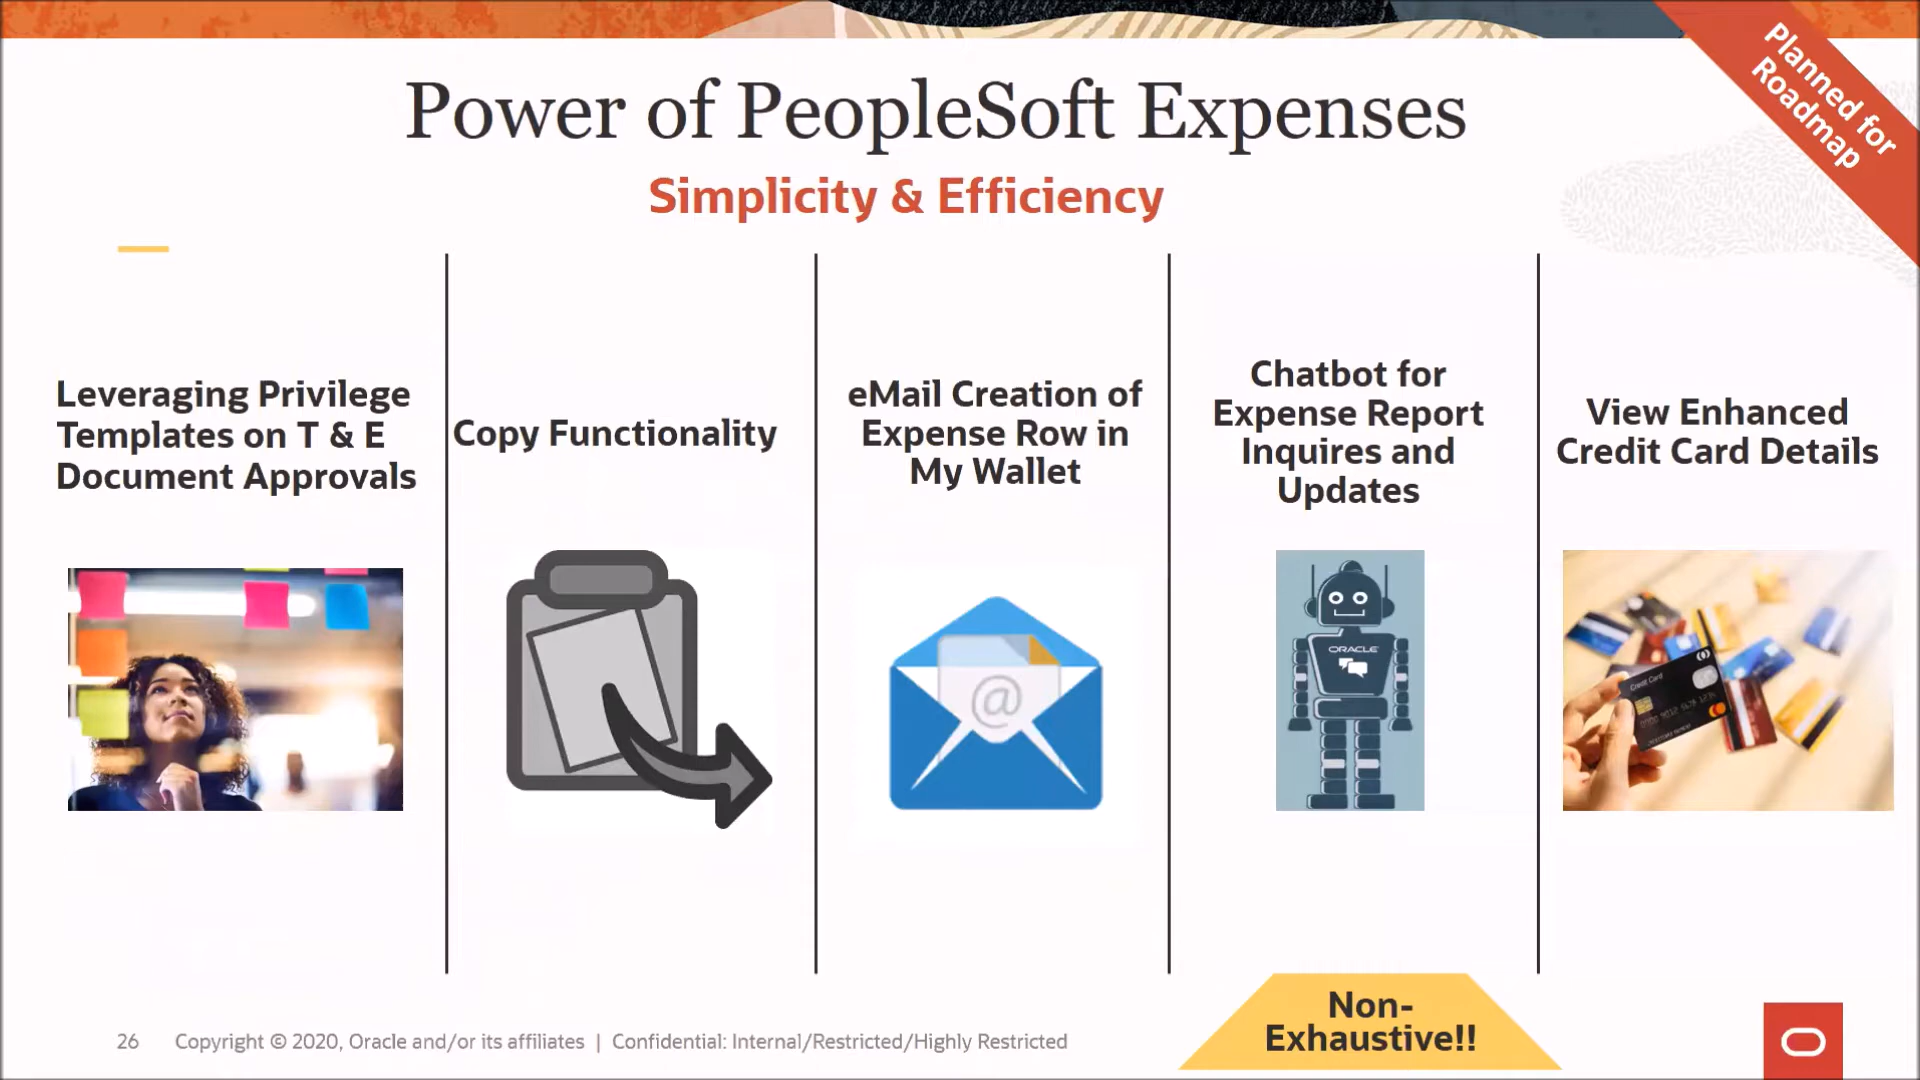 Planned for
Roadmap
Power of PeopleSoft Expenses
Simplicity & Efficiency
Leveraging Privilege
Templates on T & E
Document Approvals
Copy Functionality
eMail Creation of
Expense Row in
My Wallet
@
Chatbot for
Expense Report
Inquires and
Updates
ORACLE
View Enhanced
Credit Card Details
Credit Card
Non-
Exhaustive!!
26 Copyright © 2020, Oracle and/or its affiliates | Confidential: Internal/Restricted/Highly Restricted